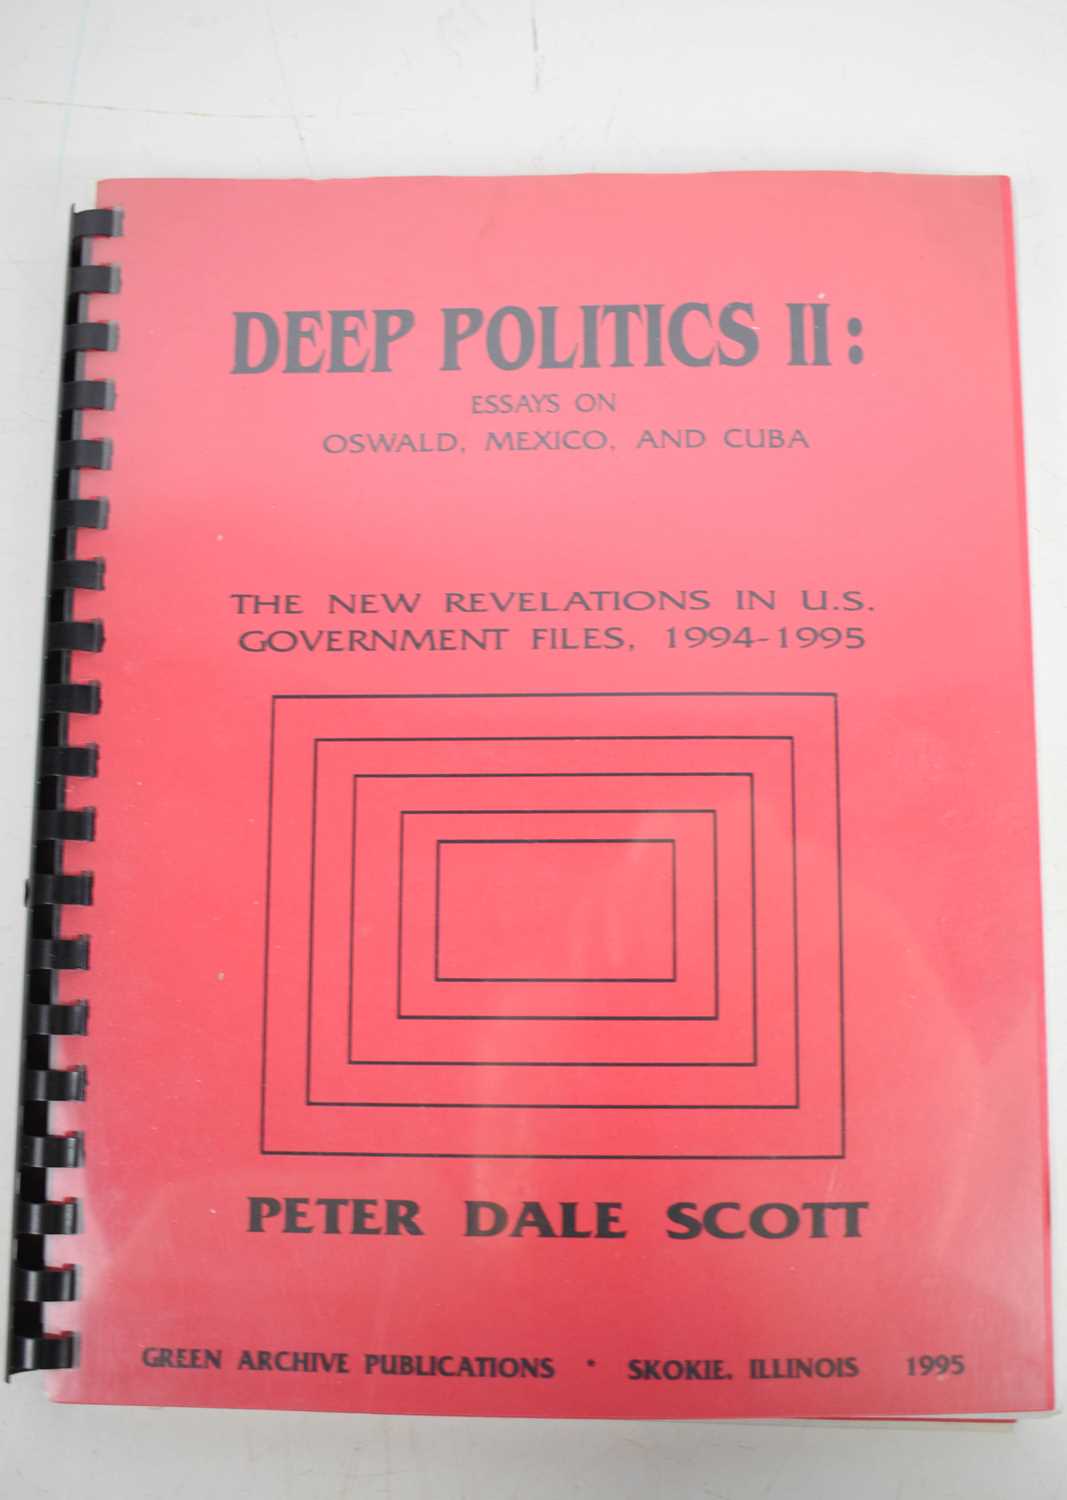 DEEP POLITICS II:
ESSAYS ON
OSWALD, MEXICO, AND CUBA
THE NEW REVELATIONS IN U.S.
GOVERNMENT FILES, 1994-1995
PETER DALE SCOTT
GREEN ARCHIVE PUBLICATIONS * SKOKIE, ILLINOIS 1995